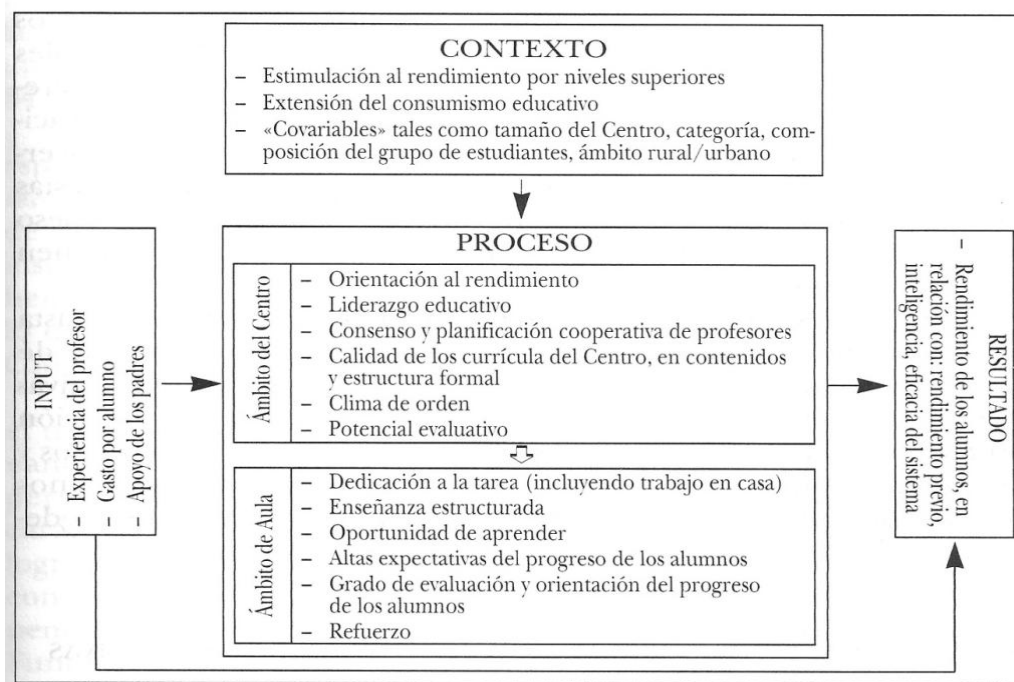 CONTEXTO
– Estimulación al rendimiento por niveles superiores
– Extensión del consumismo educativo
– «Covariables» tales como tamaño del Centro, categoría, com-
posición del grupo de estudiantes, ámbito rural/urbano
INPUT
– Experiencia del profesor
– Gasto por alumno
– Apoyo de los padres
PROCESO
Ámbito del Centro
– Orientación al rendimiento
– Liderazgo educativo
– Consenso y planificación cooperativa de profesores
– Calidad de los currícula del Centro, en contenidos
y estructura formal
– Clima de orden
– Potencial evaluativo
Ámbito de Aula
– Dedicación a la tarea (incluyendo trabajo en casa)
– Enseñanza estructurada
– Oportunidad de aprender
– Altas expectativas del progreso de los alumnos
– Grado de evaluación y orientación del progreso
de los alumnos
– Refuerzo
RESULTADO
– Rendimiento de los alumnos, en
relación con: rendimiento previo,
inteligencia, eficacia del sistema